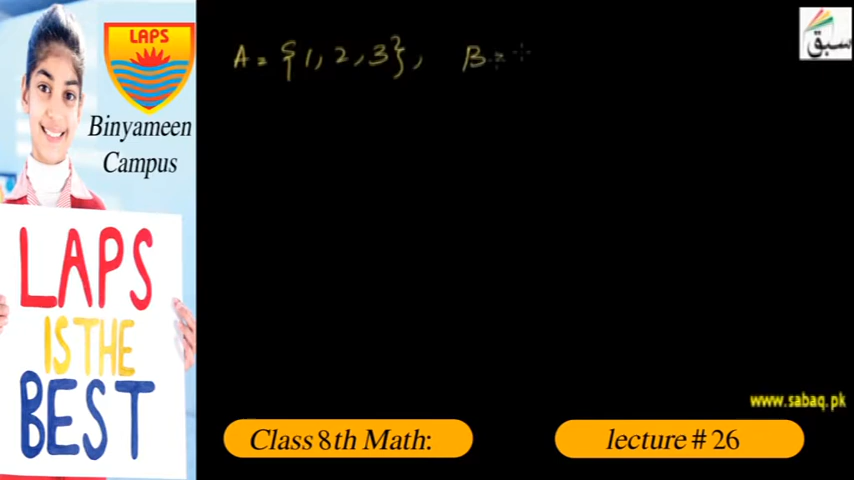 LAPS
Binyameen
Campus
LAPS
IS THE
BEST
A = {1, 2, 3}, B =
سبق
www.sabaq.pk
Class 8th Math:
lecture # 26